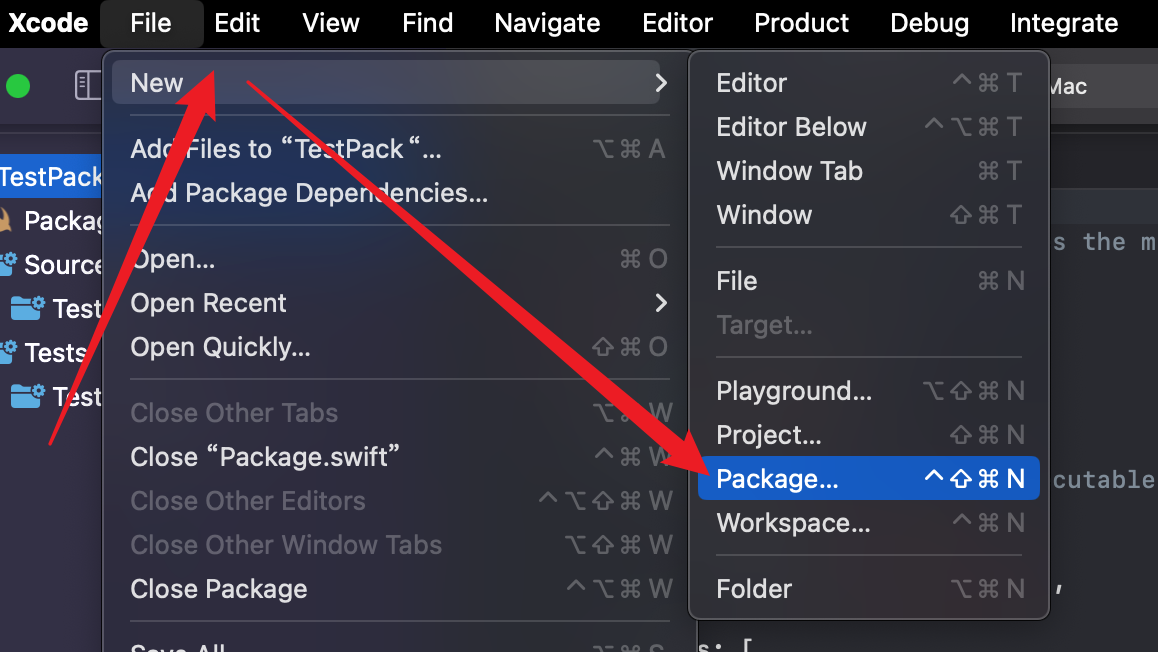 Xcode File Edit View Find Navigate Editor Product Debug Integrate
New
Add Files to “TestPack“...
⌥⌘A
Add Package Dependencies...
Open...
⌘O
Open Recent
Open Quickly...
⇧⌘O
Close Other Tabs
⌥⌘W
Close “Package.swift”
⌃⌘W
Close Other Editors
⌃⌥⇧⌘W
Close Other Window Tabs
⌥⇧⌘W
Close Package
⌃⌥⌘W
Editor
⌃⌘T
Editor Below
⌃⌥⌘T
Window Tab
⌘T
Window
⇧⌘T
File
⌘N
Target...
Playground...
⌥⇧⌘N
Project...
⇧⌘N
Package...
⌃⇧⌘N
Workspace...
⌃⌘N
Folder
⌥⌘N
TestPack
Packag
Source
Test
Tests
Test
Mac
s the m
cutable
,
s: [